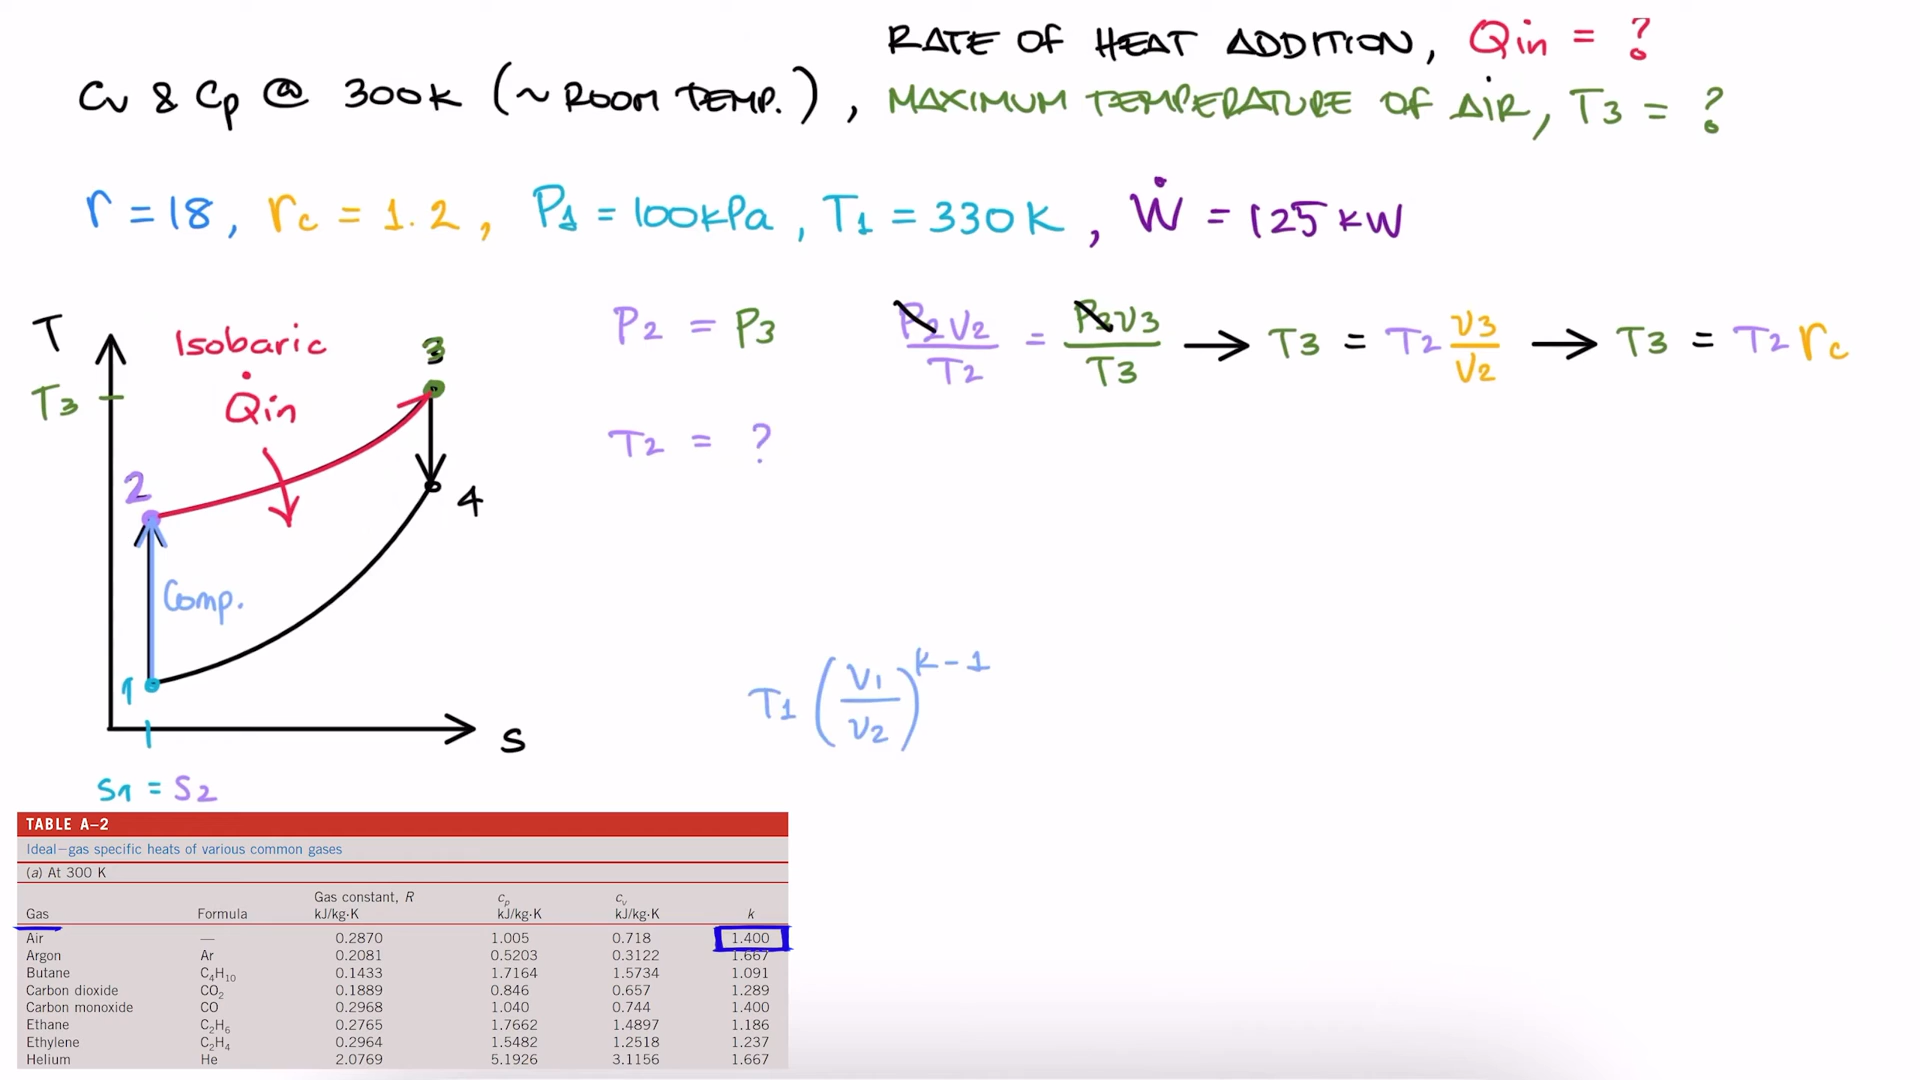 RATE OF HEAT ADDITION, Q̇in = ?
Cv & Cp @ 300K (~ROOM TEMP.), MAXIMUM TEMPERATURE OF AIR, T3 = ?
r = 18, rc = 1.2, P1 = 100kPa, T1 = 330K, Ẇ = 125 kW
T
T3
Isobaric
Q̇in
3
2
4
Comp.
1
S
S1 = S2
P2 = P3
P2V2/T2 = P3V3/T3 → T3 = T2 V3/V2 → T3 = T2 rc
T2 = ?
T1 (V1/V2)^k-1
TABLE A–2
Ideal–gas specific heats of various common gases
(a) At 300 K
Gas Formula Gas constant, R kJ/kg·K cp kJ/kg·K cv kJ/kg·K k
Air — 0.2870 1.005 0.718 1.400
Argon Ar 0.2081 0.5203 0.3122 1.667
Butane C4H10 0.1433 1.7164 1.5734 1.091
Carbon dioxide CO2 0.1889 0.846 0.657 1.289
Carbon monoxide CO 0.2968 1.040 0.744 1.400
Ethane C2H6 0.2765 1.7662 1.4897 1.186
Ethylene C2H4 0.2964 1.5482 1.2518 1.237
Helium He 2.0769 5.1926 3.1156 1.667